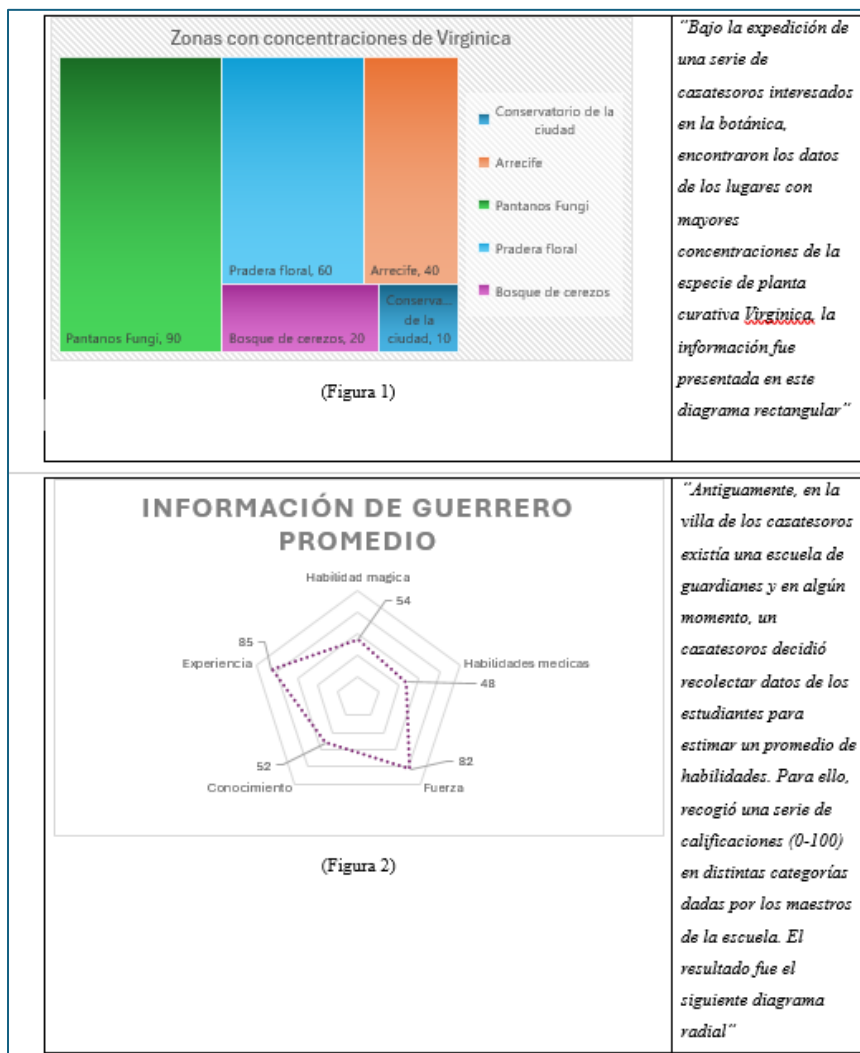 Zonas con concentraciones de Virginica
Conservatorio de la
ciudad
Arrecife
Pantanos Fungi
Pradera floral
Bosque de cerezos
Pradera floral, 60
Arrecife, 40
Conserva...
de la
ciudad, 10
Pantanos Fungi, 90
Bosque de cerezos, 20
(Figura 1)
"Bajo la expedición de
una serie de
cazatesoros interesados
en la botánica,
encontraron los datos
de los lugares con
mayores
concentraciones de la
especie de planta
curativa Virginica, la
información fue
presentada en este
diagrama rectangular"
INFORMACIÓN DE GUERRERO
PROMEDIO
Habilidad magica
54
85
Experiencia
Habilidades medicas
48
52
82
Conocimiento
Fuerza
(Figura 2)
"Antiguamente, en la
villa de los cazatesoros
existía una escuela de
guardianes y en algún
momento, un
cazatesoros decidió
recolectar datos de los
estudiantes para
estimar un promedio de
habilidades. Para ello,
recogió una serie de
calificaciones (0-100)
en distintas categorías
dadas por los maestros
de la escuela. El
resultado fue el
siguiente diagrama
radial"